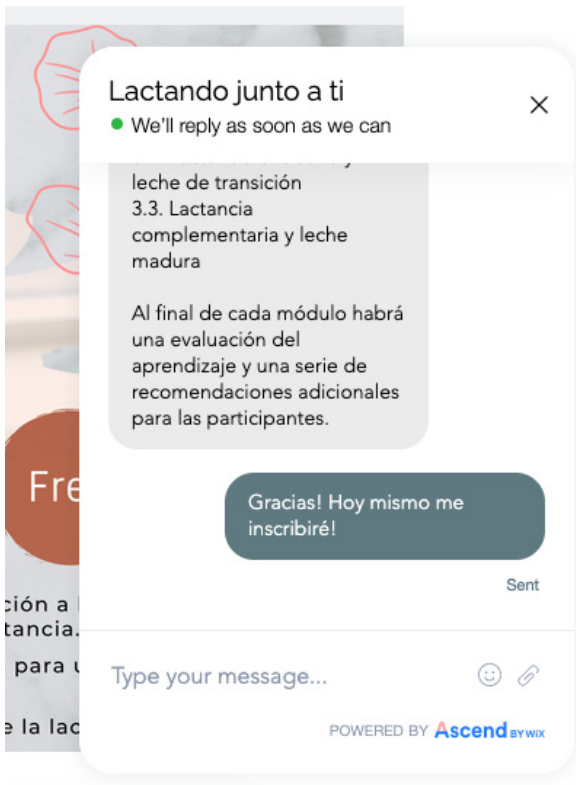 Lactando junto a ti
We'll reply as soon as we can
leche de transición
3.3. Lactancia
complementaria y leche
madura
Al final de cada módulo habrá
una evaluación del
aprendizaje y una serie de
recomendaciones adicionales
para las participantes.
Gracias! Hoy mismo me
inscribiré!
Sent
Fre
ción a l
tancia.
para u
e la lac
Type your message...
POWERED BY Ascend BY WIX